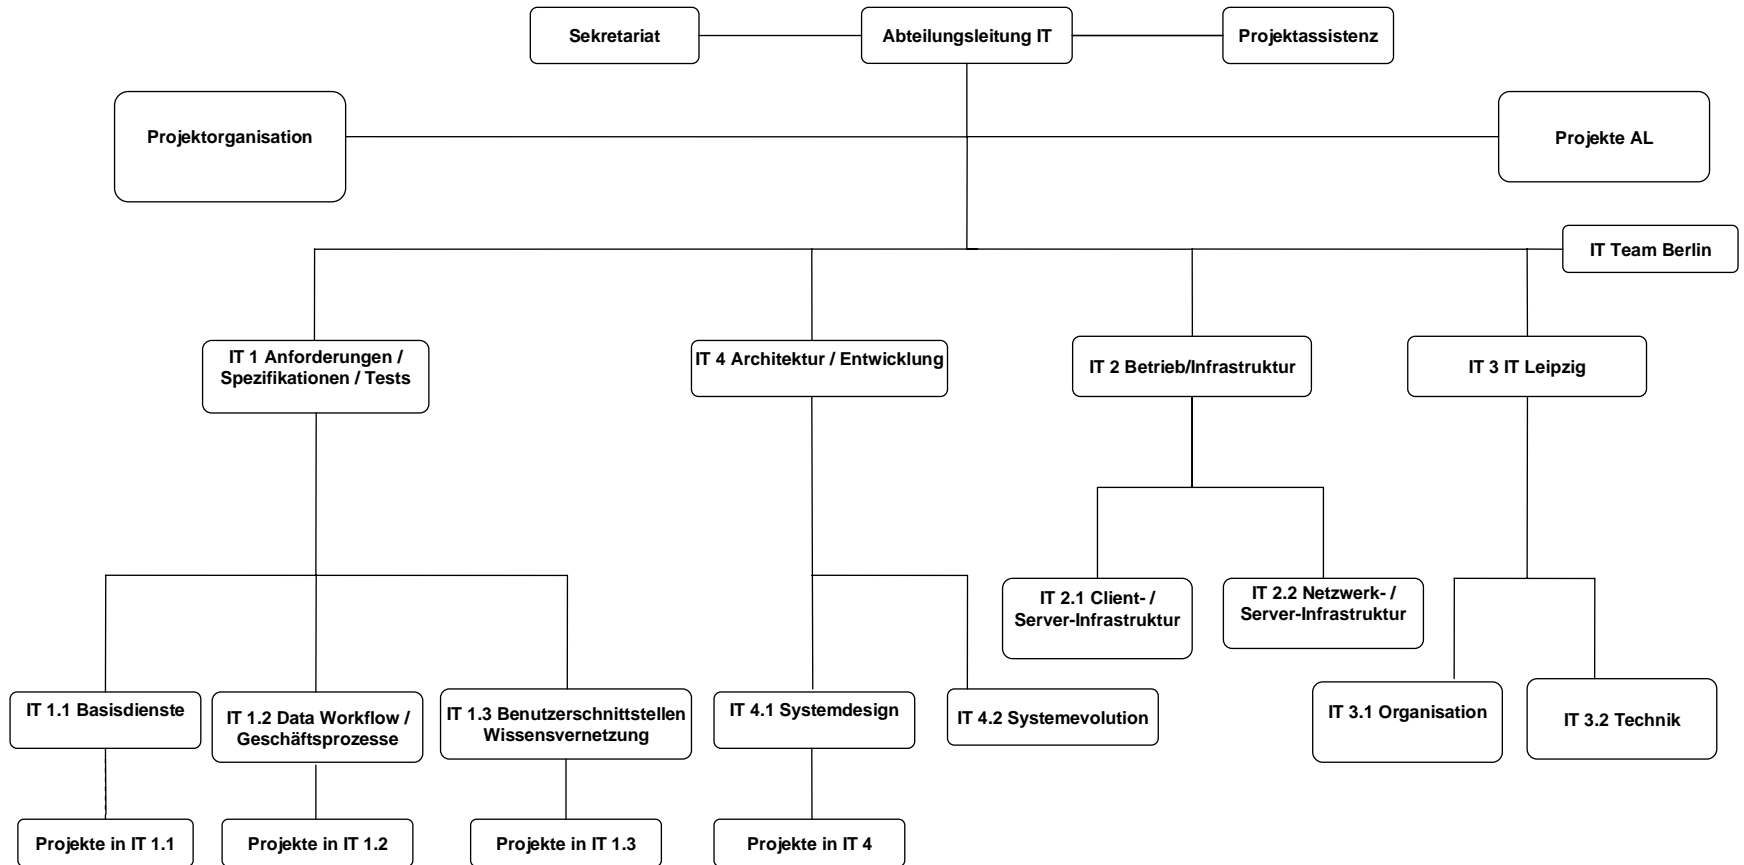 Sekretariat
Abteilungsleitung IT
Projektassistenz
Projektorganisation
Projekte AL
IT Team Berlin
IT 1 Anforderungen /
Spezifikationen / Tests
IT 4 Architektur / Entwicklung
IT 2 Betrieb/Infrastruktur
IT 3 IT Leipzig
IT 2.1 Client- /
Server-Infrastruktur
IT 2.2 Netzwerk- /
Server-Infrastruktur
IT 1.1 Basisdienste
IT 1.2 Data Workflow /
Geschäftsprozesse
IT 1.3 Benutzerschnittstellen
Wissensvernetzung
IT 4.1 Systemdesign
IT 4.2 Systemevolution
IT 3.1 Organisation
IT 3.2 Technik
Projekte in IT 1.1
Projekte in IT 1.2
Projekte in IT 1.3
Projekte in IT 4